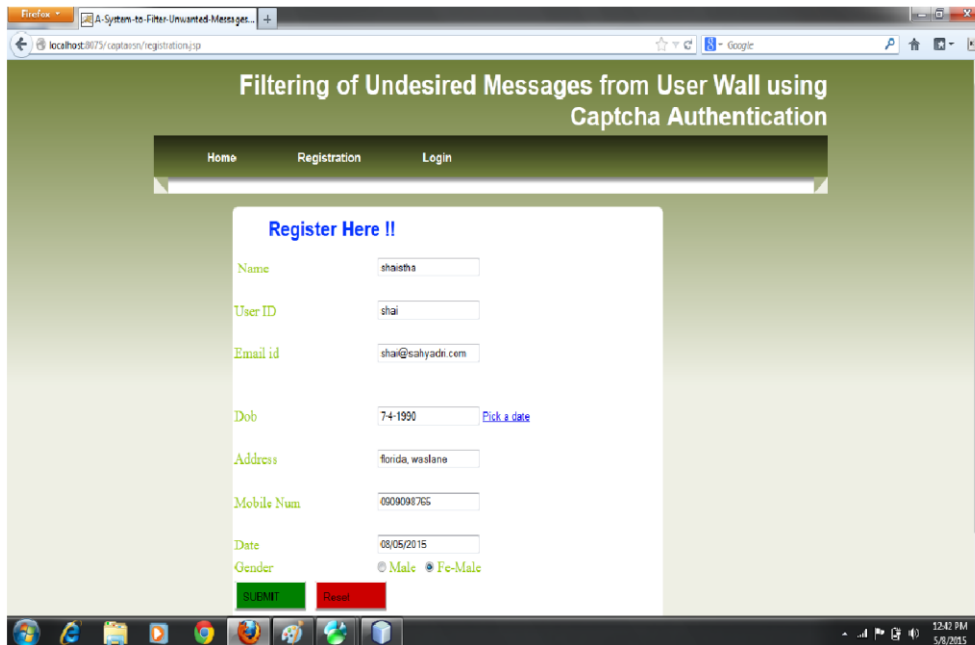 Firefox
A-System-to-Filter-Unwanted-Messages...
localhost:8075/captaosn/registration.jsp
Google
Filtering of Undesired Messages from User Wall using
Captcha Authentication
Home Registration Login
Register Here !!
Name shaistha
User ID shai
Email id shai@sahyadri.com
Dob 7-4-1990 Pick a date
Address florida, waslane
Mobile Num 0909098765
Date 08/05/2015
Gender Male Fe-Male
SUBMIT Reset
12:42 PM
5/8/2015